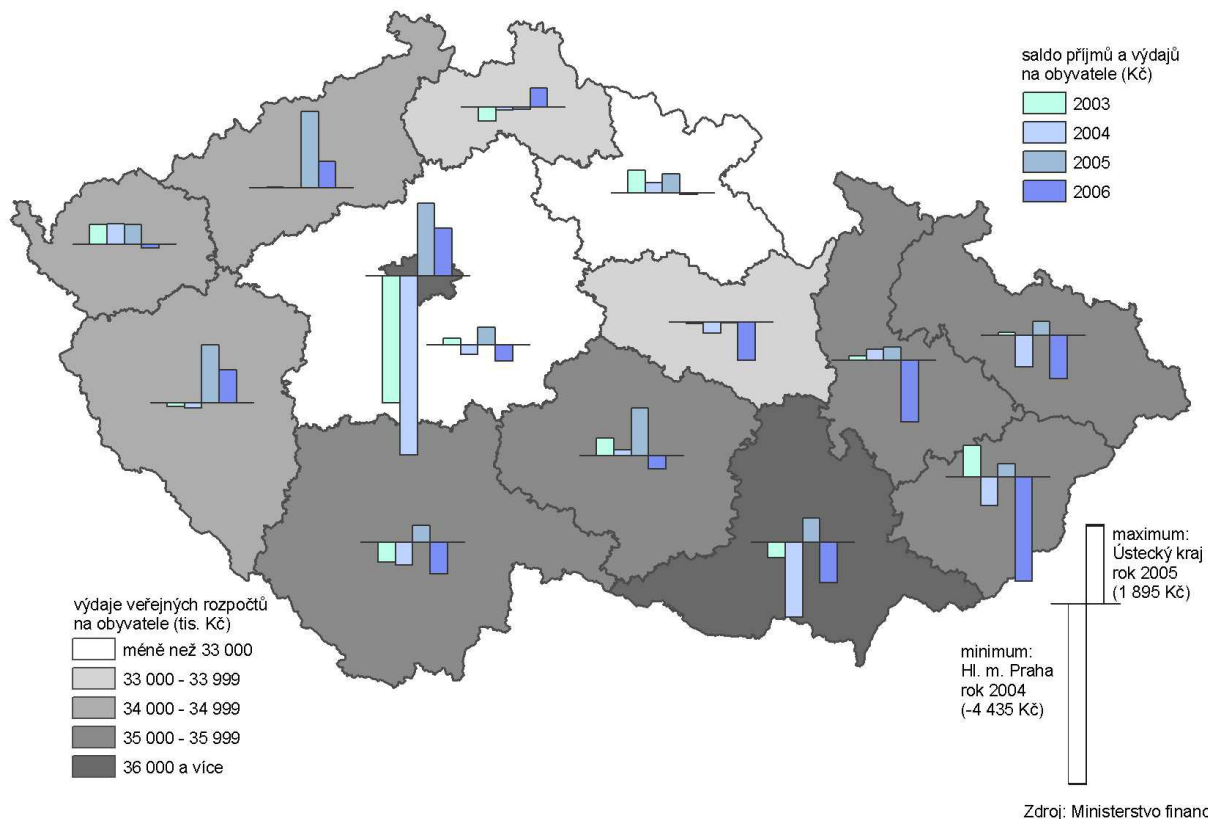 saldo příjmů a výdajů
na obyvatele (Kč)
2003
2004
2005
2006
výdaje veřejných rozpočtů
na obyvatele (tis. Kč)
méně než 33 000
33 000 - 33 999
34 000 - 34 999
35 000 - 35 999
36 000 a více
maximum:
Ústecký kraj
rok 2005
(1 895 Kč)
minimum:
Hl. m. Praha
rok 2004
(-4 435 Kč)
Zdroj: Ministerstvo financ